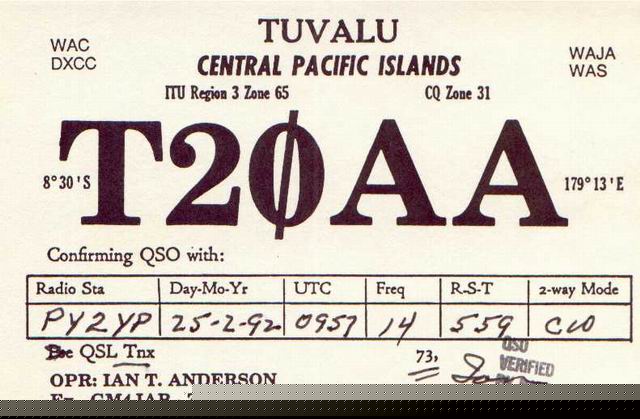 TUVALU
WAC
DXCC
CENTRAL PACIFIC ISLANDS
WAJA
WAS
ITU Region 3 Zone 65 CQ Zone 31
8°30'S T20AA 179°13'E
Confirming QSO with:
Radio Sta Day-Mo-Yr UTC Freq R-S-T 2-way Mode
PY2YP 25-2-92 0957 14 559 CW
QSL Tnx 73,
QSO
VERIFIED
OPR: IAN T. ANDERSON